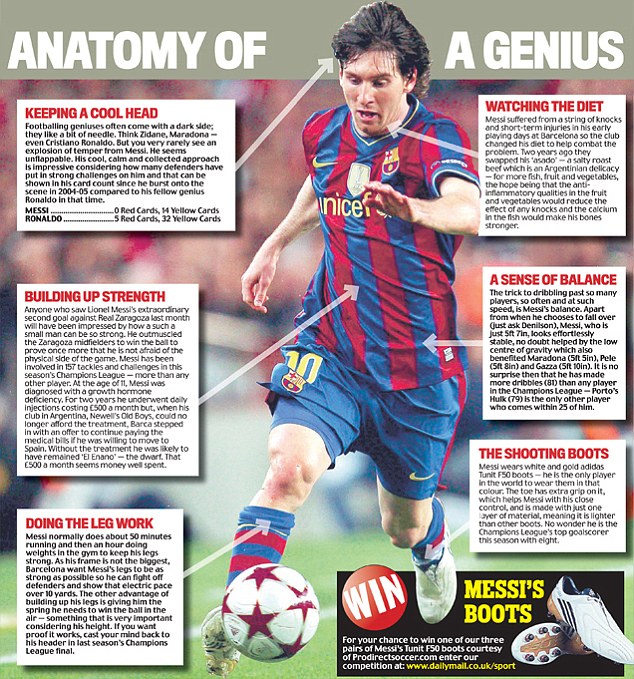 ANATOMY OF A GENIUS
KEEPING A COOL HEAD
Footballing geniuses often come with a dark side;
they like a bit of needle. Think Zidane, Maradona —
even Cristiano Ronaldo. But you very rarely see an
explosion of temper from Messi. He seems
unflappable. His cool, calm and collected approach
is impressive considering how many defenders have
put in strong challenges on him and that can be
shown in his card count since he burst onto the
scene in 2004-05 compared to his fellow genius
Ronaldo in that time.
MESSI ........................0 Red Cards, 14 Yellow Cards
RONALDO ....................5 Red Cards, 32 Yellow Cards
BUILDING UP STRENGTH
Anyone who saw Lionel Messi's extraordinary
second goal against Real Zaragoza last month
will have been impressed by how a such a
small man can be so strong. He outmuscled
the Zaragoza midfielders to win the ball to
prove once more that he is not afraid of the
physical side of the game. Messi has been
involved in 157 tackles and challenges in this
season's Champions League — more than any
other player. At the age of 11, Messi was
diagnosed with a growth hormone
deficiency. For two years he underwent daily
injections costing £500 a month but, when his
club in Argentina, Newell's Old Boys, could no
longer afford the treatment, Barca stepped
in with an offer to continue paying the
medical bills if he was willing to move to
Spain. Without the treatment he was likely to
have remained 'El Enano' — the dwarf. That
£500 a month seems money well spent.
DOING THE LEG WORK
Messi normally does about 50 minutes
running and then an hour doing
weights in the gym to keep his legs
strong. As his frame is not the biggest,
Barcelona want Messi's legs to be as
strong as possible so he can fight off
defenders and show that electric pace
over 10 yards. The other advantage of
building up his legs is giving him the
spring he needs to win the ball in the
air — something that is very important
considering his height. If you want
proof it works, cast your mind back to
his header in last season's Champions
League final.
WATCHING THE DIET
Messi suffered from a string of knocks
and short-term injuries in his early
playing days at Barcelona so the club
changed his diet to help combat the
problem. Two years ago they
swapped his 'asado' — a salty roast
beef which is an Argentinian delicacy
— for more fish, fruit and vegetables,
the hope being that the anti-
inflammatory qualities in the fruit
and vegetables would reduce the
effect of any knocks and the calcium
in the fish would make his bones
stronger.
A SENSE OF BALANCE
The trick to dribbling past so many
players, so often and at such
speed, is Messi's balance. Apart
from when he chooses to fall over
(just ask Denilson), Messi, who is
just 5ft 7in, looks effortlessly
stable, no doubt helped by the low
centre of gravity which also
benefited Maradona (5ft 5in), Pele
(5ft 8in) and Gazza (5ft 10in). It is no
surprise then that he has made
more dribbles (81) than any player
in the Champions League — Porto's
Hulk (79) is the only other player
who comes within 25 of him.
THE SHOOTING BOOTS
Messi wears white and gold adidas
Tunit F50 boots — he is the only player
in the world to wear them in that
colour. The toe has extra grip on it,
which helps Messi with his close
control, and is made with just one
layer of material, meaning it is lighter
than other boots. No wonder he is the
Champions League's top goalscorer
this season with eight.
unicef
10
WIN
MESSI'S
BOOTS
For your chance to win one of our three
pairs of Messi's Tunit F50 boots courtesy
of Prodirectsoccer.com enter our
competition at: www.dailymail.co.uk/sport